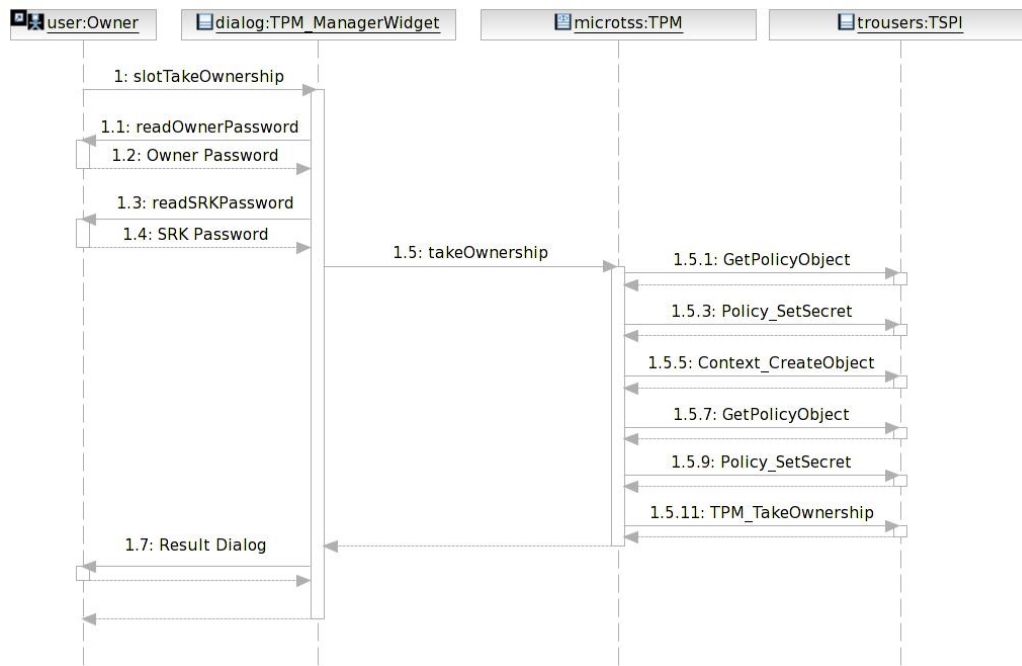 user:Owner
dialog:TPM_ManagerWidget
microtss:TPM
trousers:TSPI
1: slotTakeOwnership
1.1: readOwnerPassword
1.2: Owner Password
1.3: readSRKPassword
1.4: SRK Password
1.5: takeOwnership
1.5.1: GetPolicyObject
1.5.3: Policy_SetSecret
1.5.5: Context_CreateObject
1.5.7: GetPolicyObject
1.5.9: Policy_SetSecret
1.5.11: TPM_TakeOwnership
1.7: Result Dialog